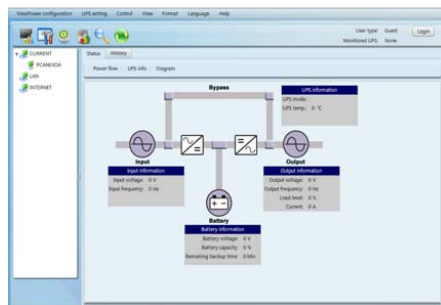 ViewPower configuration UPS setting Control View Format Language Help
User type: Guest
Monitored UPS: None
Login
CURRENT
LAN
INTERNET
Status History
Power flow UPS info Diagram
Bypass
UPS information
UPS mode:
UPS temp.: 0 °C
Input
Output
Input information
Input voltage: 0 V
Input frequency: 0 Hz
Output information
Output voltage: 0 V
Output frequency: 0 Hz
Load level: 0 %
Current: 0 A
Battery
Battery information
Battery voltage: 0 V
Battery capacity: 0 %
Remaining backup time: 0 Min